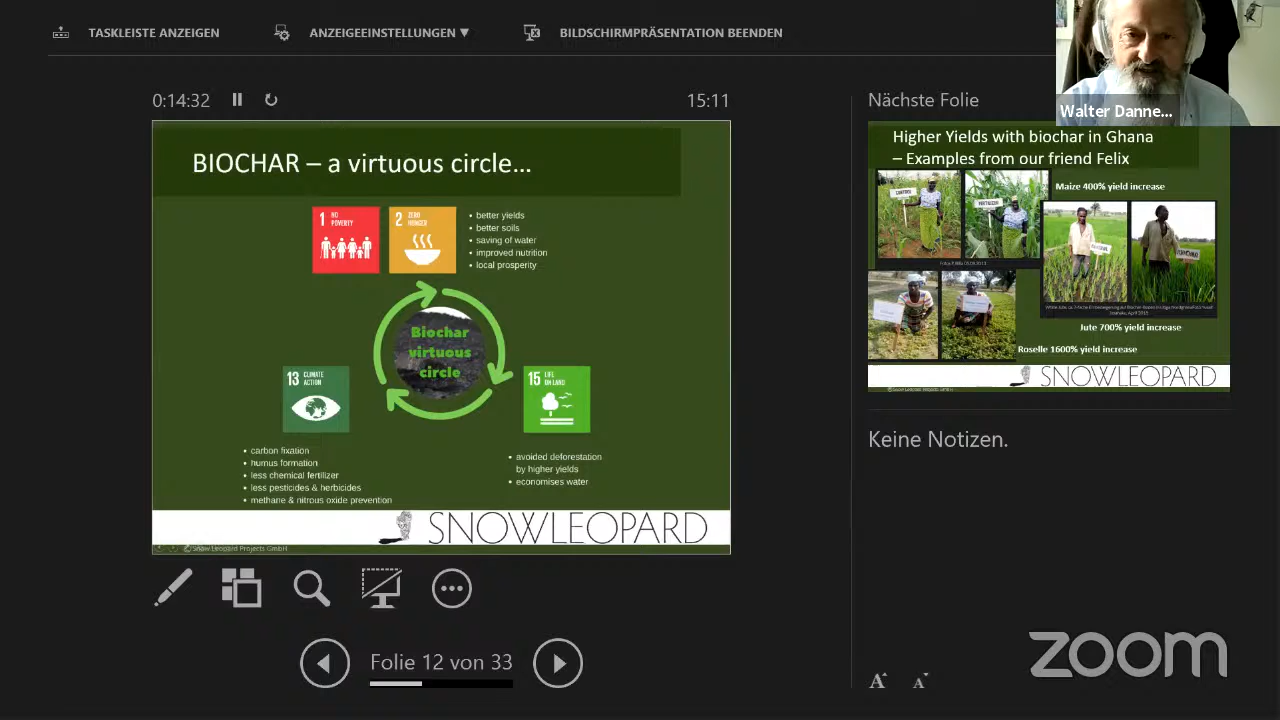 TASKLEISTE ANZEIGEN
ANZEIGEEINSTELLUNGEN ▼
BILDSCHIRMPRÄSENTATION BEENDEN
Walter Danne...
0:14:32
15:11
BIOCHAR – a virtuous circle…
1 NO
POVERTY
2 ZERO
HUNGER
• better yields
• better soils
• saving of water
• improved nutrition
• local prosperity
Biochar
virtuous
circle
13 CLIMATE
ACTION
15 LIFE
ON LAND
• carbon fixation
• humus formation
• less chemical fertilizer
• less pesticides & herbicides
• methane & nitrous oxide prevention
• avoided deforestation
by higher yields
• economises water
SNOWLEOPARD
© Snow Leopard Projects GmbH
Folie 12 von 33
Nächste Folie
Higher Yields with biochar in Ghana
– Examples from our friend Felix
Maize 400% yield increase
CONTROL
Jute 700% yield increase
Roselle 1600% yield increase
SNOWLEOPARD
Keine Notizen.
A A
zoom